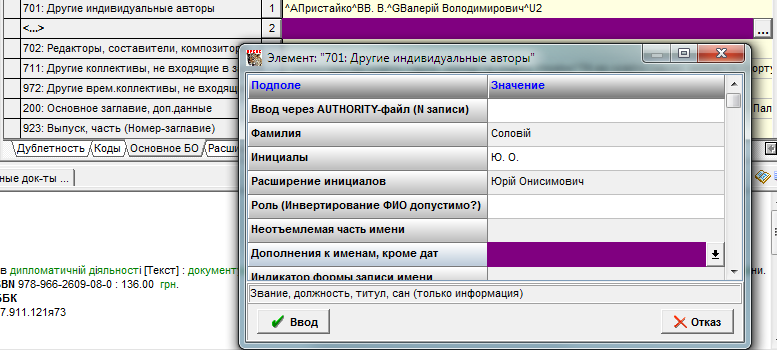 701: Другие индивидуальные авторы 1 ^AПристайко^BВ. В.^GВалерій Володимирович^U2
<...> 2 ...
702: Редакторы, составители, композитор
711: Другие коллективы, не входящие в з
972: Другие врем.коллективы, не входящ
200: Основное заглавие, доп.данные
923: Выпуск, часть (Номер-заглавие)
Дублетность Коды Основное БО Расши
Элемент: "701: Другие индивидуальные авторы"
Подполе Значение
Ввод через AUTHORITY-файл (N записи)
Фамилия Соловій
Инициалы Ю. О.
Расширение инициалов Юрій Онисимович
Роль (Инвертирование ФИО допустимо?)
Неотъемлемая часть имени
Дополнения к именам, кроме дат
Индикатор формы записи имени
Звание, должность, титул, сан (только информация)
Ввод Отказ
орту
Пал
ные док-ты ...
в дипломатичній діяльності [Текст] : документ
ни.
BN 978-966-2609-08-0 : 136.00 грн.
БК
7.911.121я73